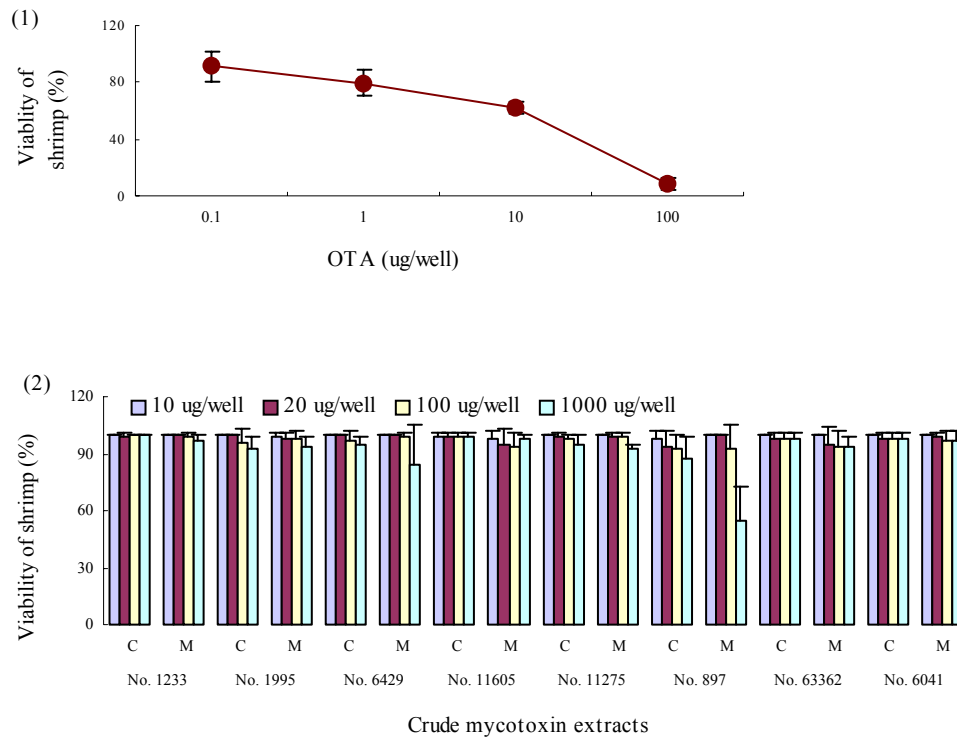 (1)
Viablity of
shrimp (%)
120
80
40
0
0.1 1 10 100
OTA (ug/well)
(2)
Viability of shrimp (%)
120
90
60
30
0
10 ug/well 20 ug/well 100 ug/well 1000 ug/well
C M C M C M C M C M C M C M C M
No. 1233 No. 1995 No. 6429 No. 11605 No. 11275 No. 897 No. 63362 No. 6041
Crude mycotoxin extracts